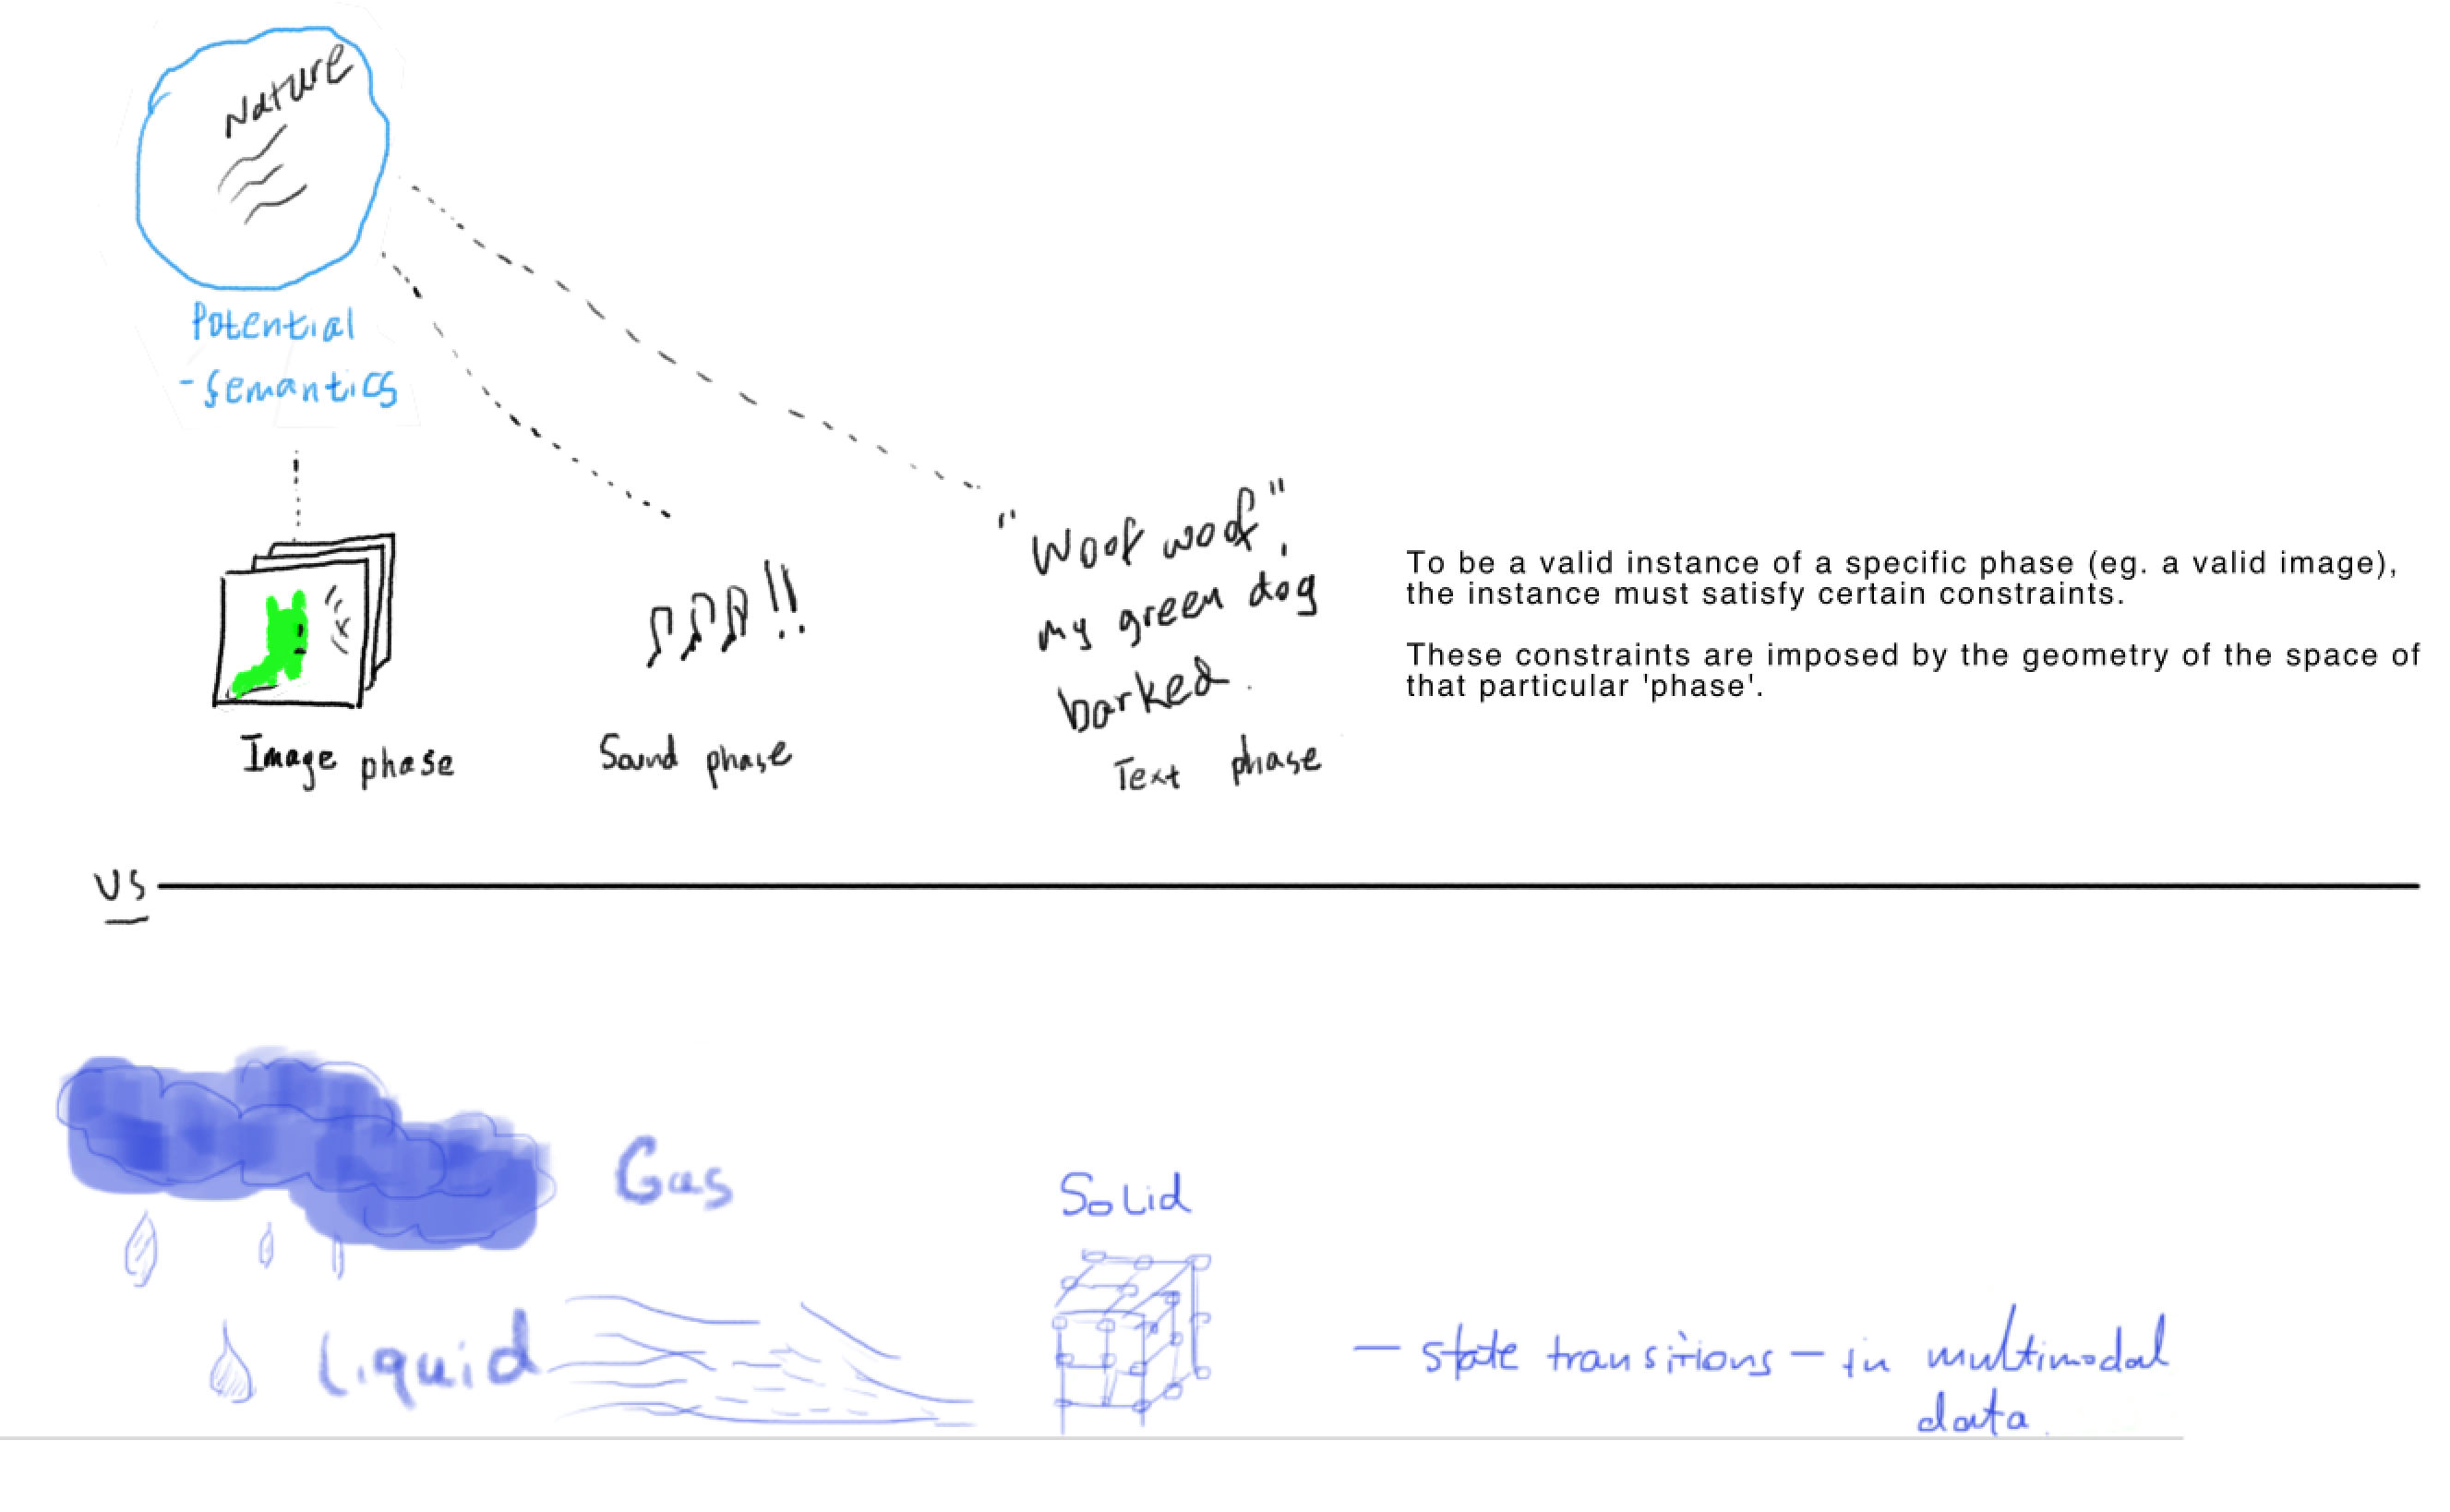 Nature
Potential
- Semantics
"Woof woof",
my green dog
barked.
Image phase
Sound phase
Text phase
To be a valid instance of a specific phase (eg. a valid image),
the instance must satisfy certain constraints.
These constraints are imposed by the geometry of the space of
that particular 'phase'.
VS
Gas
Liquid
Solid
— state transitions — in multimodal
data.